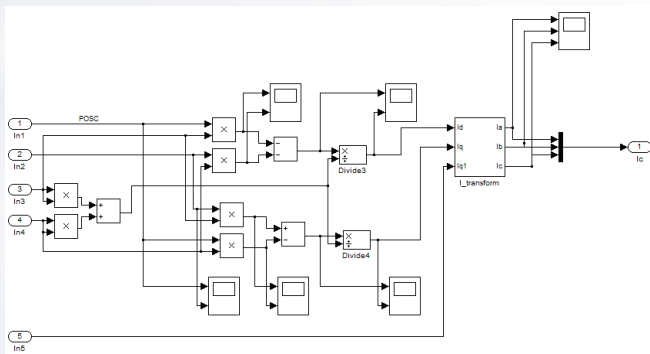 POSC
1
In1
2
In2
3
In3
4
In4
×
×
×
×
+
+
−
−
×
÷
Divide3
×
×
+
−
×
÷
Divide4
Id
Iq
Iq1
Ia
Ib
Ic
I_transform
1
Ic
5
In5